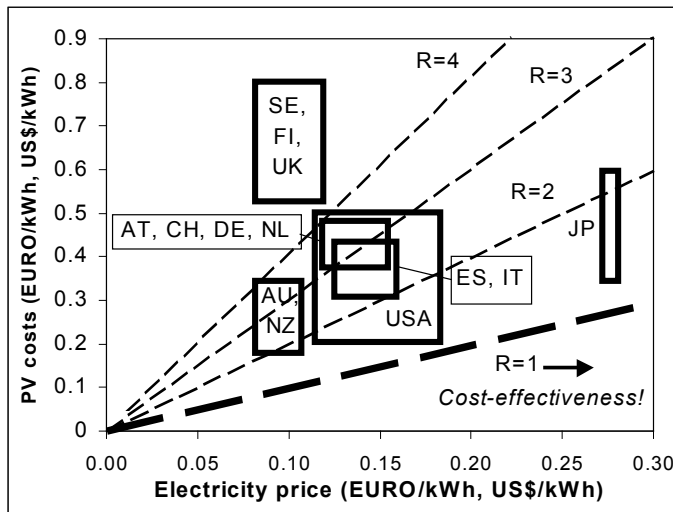 PV costs (EURO/kWh, US$/kWh)
0.9
0.8
0.7
0.6
0.5
0.4
0.3
0.2
0.1
0
R=4
R=3
R=2
SE,
FI,
UK
AT, CH, DE, NL
JP
ES, IT
AU,
NZ
USA
R=1
Cost-effectiveness!
0.00 0.05 0.10 0.15 0.20 0.25 0.30
Electricity price (EURO/kWh, US$/kWh)